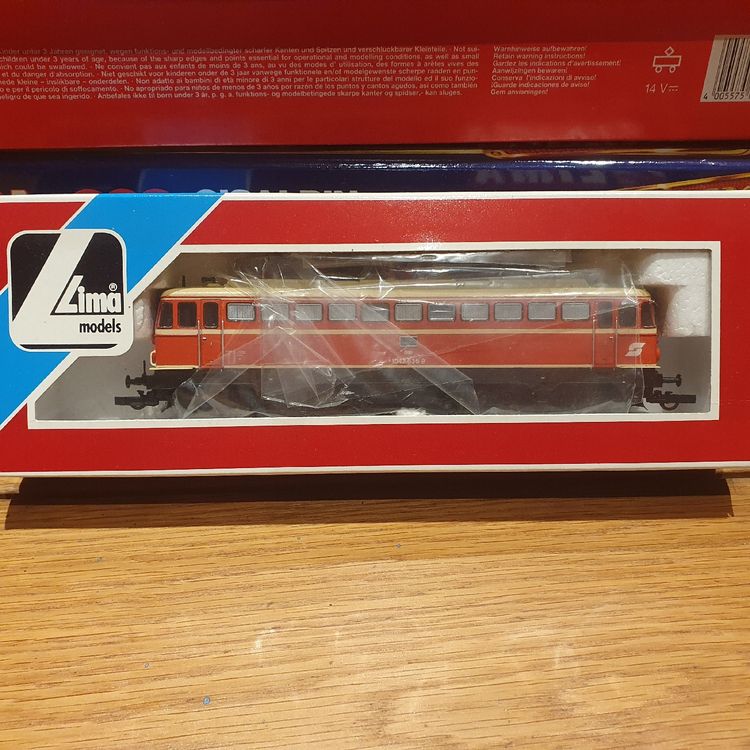 Kinder unter 3 Jahren geeignet, wegen funktions- und modellbedingter scharfer Kanten und Spitzen und verschluckbarer Kleinteile. · Not sui-
children under 3 years of age, because of the sharp edges and points essential for operational and modelling conditions, as well as small
which could be swallowed. · Ne convient pas aux enfants de moins de 3 ans, au vu des modes d'utilisation, des formes à arêtes vives
et du danger d'absorption. · Niet geschikt voor kinderen onder de 3 jaar vanwege funktionele en/of modelgewenste scherpe randen en pun-
inslikbare – onderdelen. · Non adatto ai bambini di età minore di 3 anni per le particolari strutture del modello ed il suo funzio-
e per il pericolo di soffocamento. · No apropriado para niños de menos de 3 años por razón de los puntos y cantos agudos, así como también
peligro de que sea ingerido. · Anbefales ikke til børn under 3 år, p. g. a. funktions- og modelbetingede skarpe kanter og spidser,- kan sluges.
Warnhinweise aufbewahren!
Retain warning instructions!
Gardez les indications d'avertissement!
Aanwijzingen bewaren!
Conserva le indicazioni di avviso!
¡Guarde indicaciones de aviso!
Gem anvisningen!
14 V
4 005575
Lima®
models